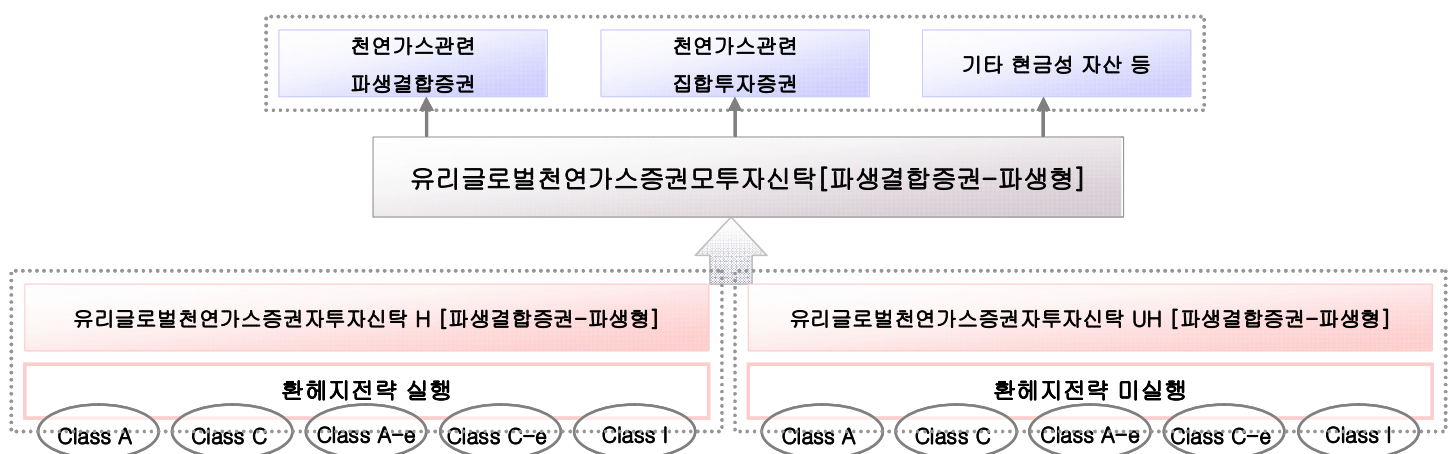 천연가스관련
파생결합증권
천연가스관련
집합투자증권
기타 현금성 자산 등
유리글로벌천연가스증권모투자신탁[파생결합증권-파생형]
유리글로벌천연가스증권자투자신탁 H [파생결합증권-파생형]
환헤지전략 실행
Class A
Class C
Class A-e
Class C-e
Class I
유리글로벌천연가스증권자투자신탁 UH [파생결합증권-파생형]
환헤지전략 미실행
Class A
Class C
Class A-e
Class C-e
Class I